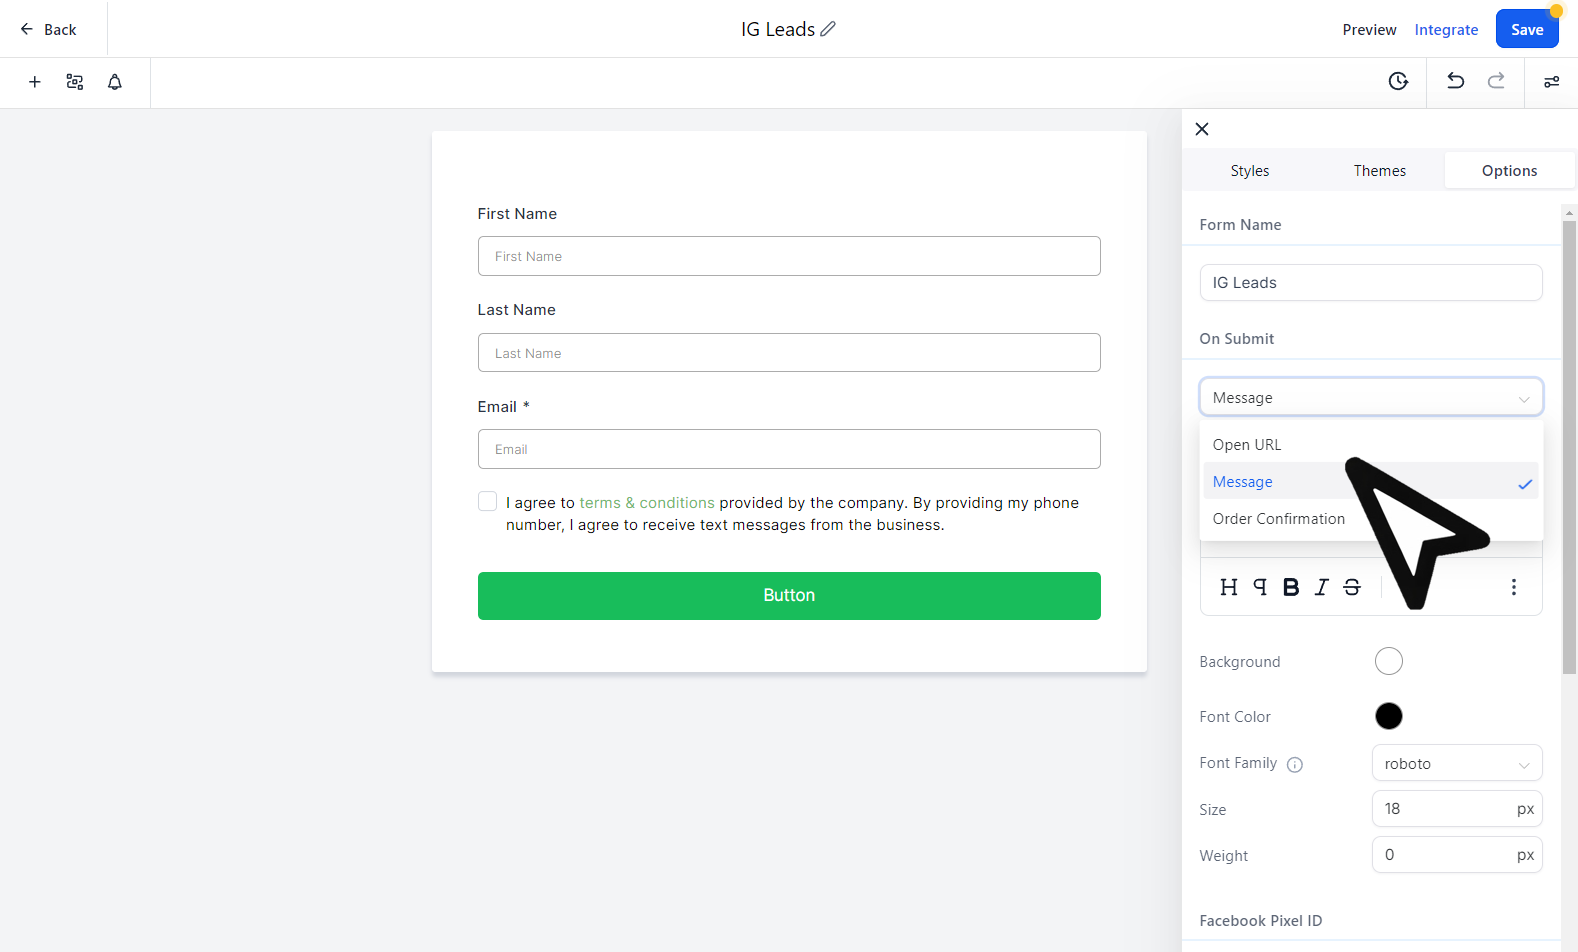 Back
IG Leads
Preview
Integrate
Save
Styles
Themes
Options
First Name
First Name
Last Name
Last Name
Email *
Email
I agree to terms & conditions provided by the company. By providing my phone
number, I agree to receive text messages from the business.
Button
Form Name
IG Leads
On Submit
Message
Open URL
Message
Order Confirmation
H B I S
Background
Font Color
Font Family
roboto
Size
18 px
Weight
0 px
Facebook Pixel ID